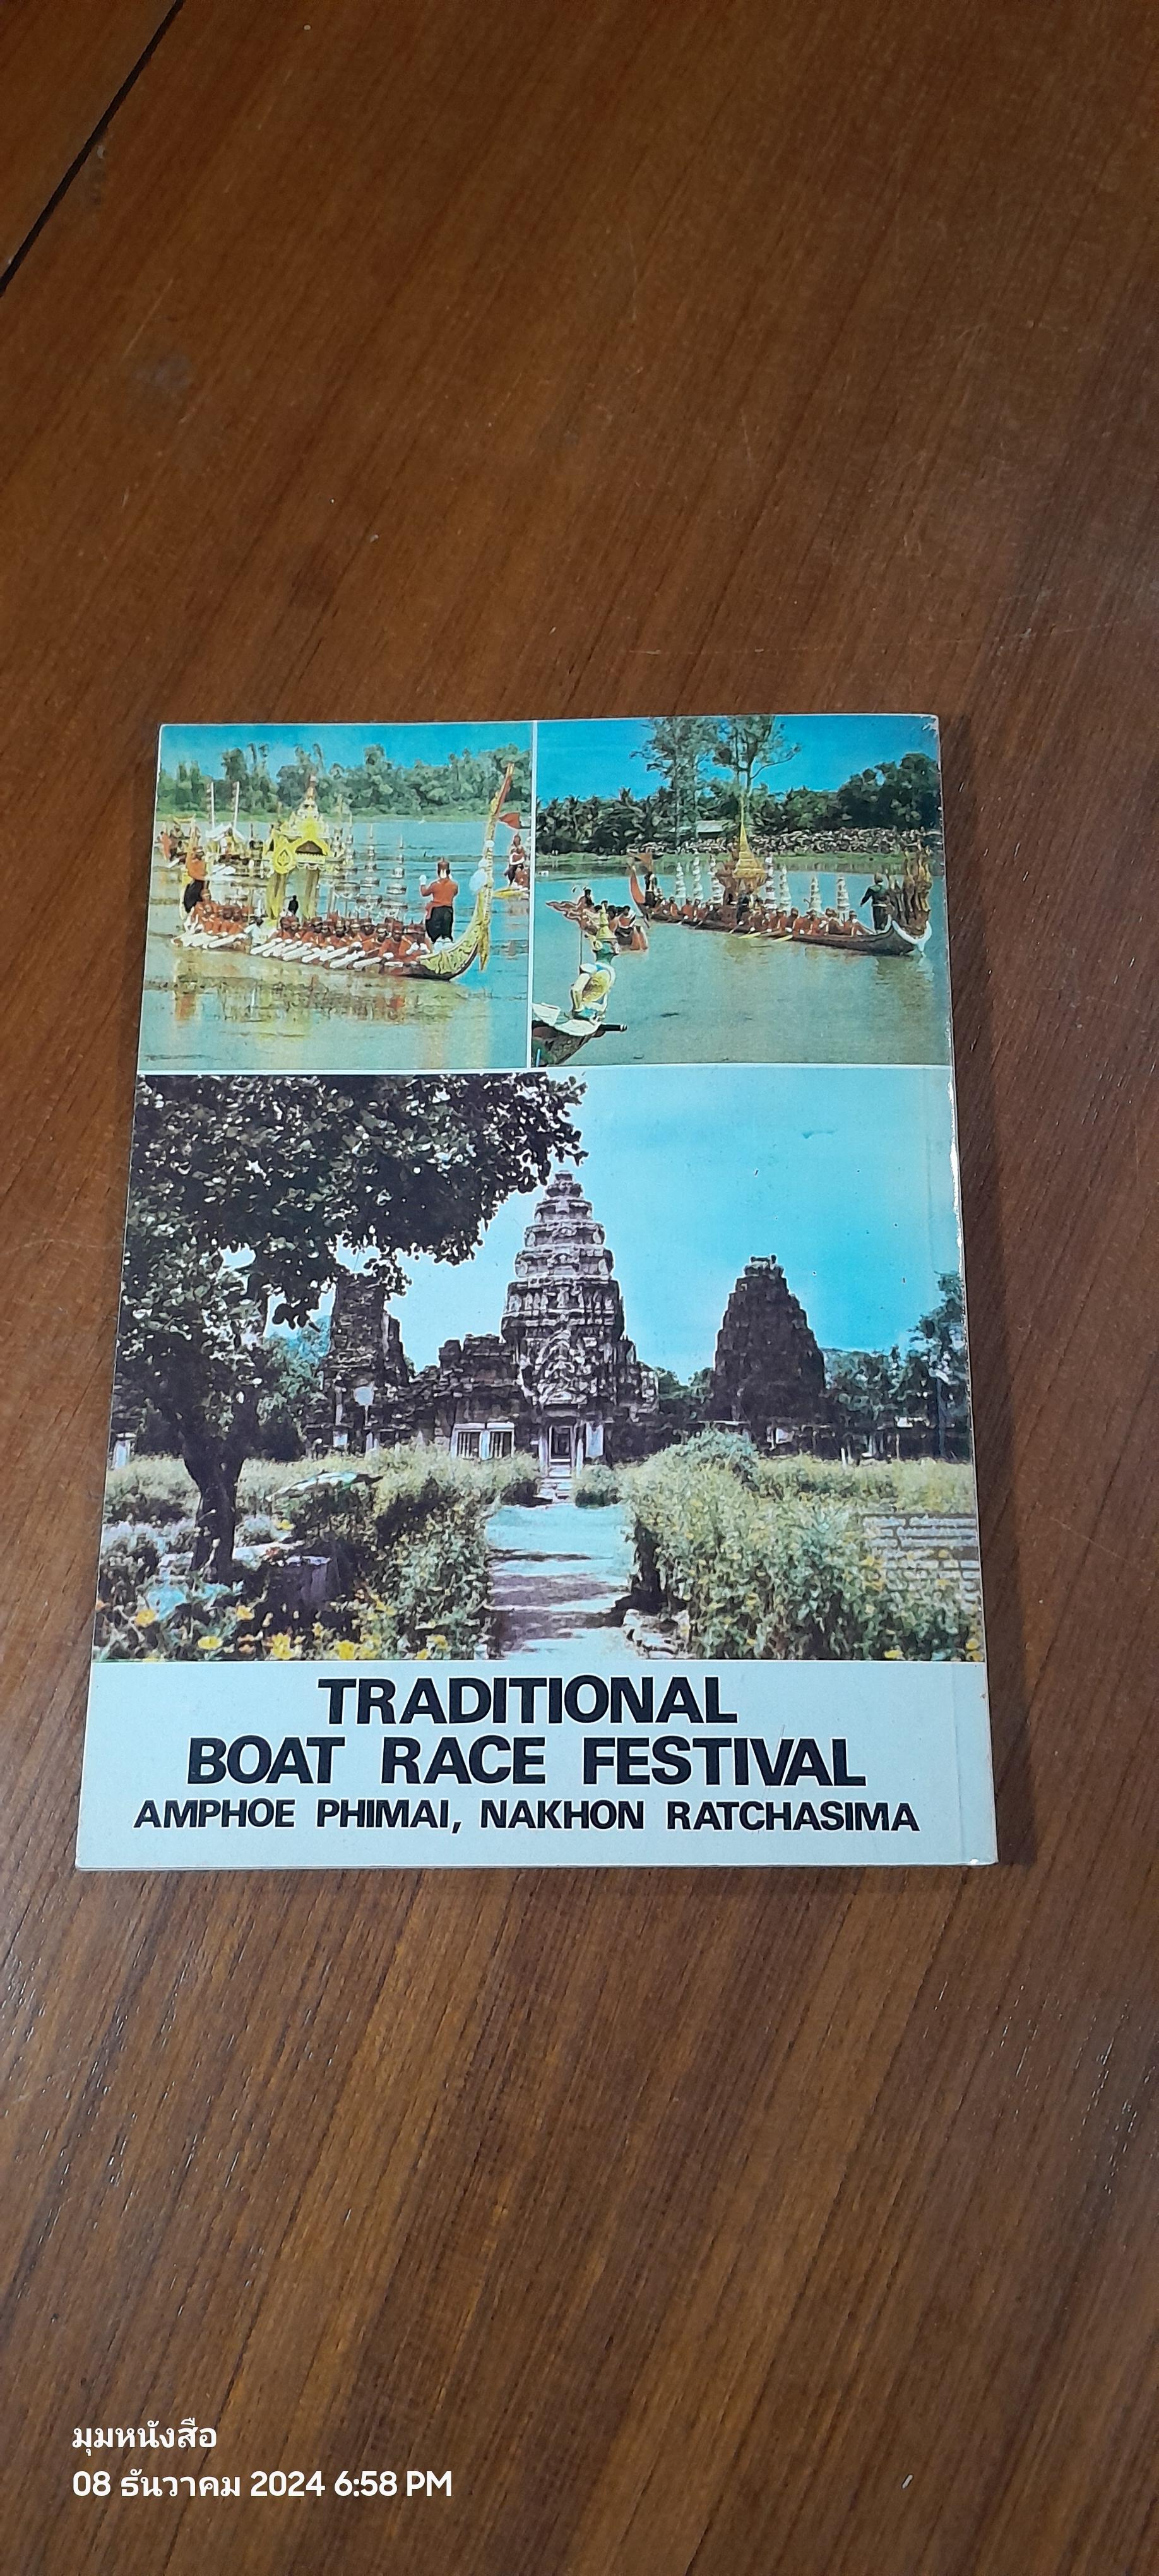 TRADITIONAL
BOAT RACE FESTIVAL
AMPHOE PHIMAI, NAKHON RATCHASIMA
มุมหนังสือ
08 ธันวาคม 2024 6:58 PM